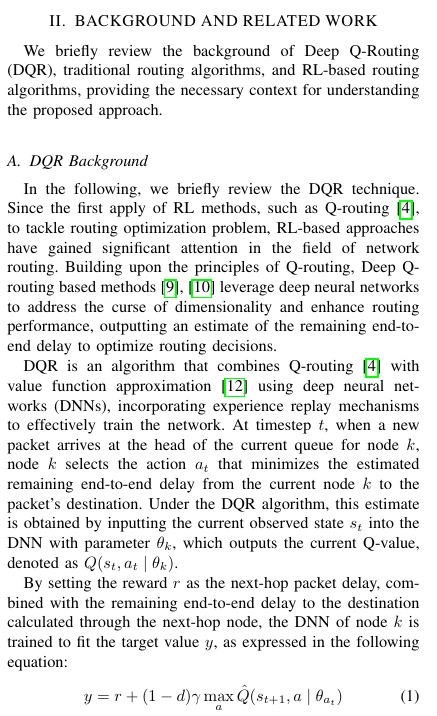 II. BACKGROUND AND RELATED WORK
We briefly review the background of Deep Q-Routing
(DQR), traditional routing algorithms, and RL-based routing
algorithms, providing the necessary context for understanding
the proposed approach.
A. DQR Background
In the following, we briefly review the DQR technique.
Since the first apply of RL methods, such as Q-routing [4],
to tackle routing optimization problem, RL-based approaches
have gained significant attention in the field of network
routing. Building upon the principles of Q-routing, Deep Q-
routing based methods [9], [10] leverage deep neural networks
to address the curse of dimensionality and enhance routing
performance, outputting an estimate of the remaining end-to-
end delay to optimize routing decisions.
DQR is an algorithm that combines Q-routing [4] with
value function approximation [12] using deep neural net-
works (DNNs), incorporating experience replay mechanisms
to effectively train the network. At timestep t, when a new
packet arrives at the head of the current queue for node k,
node k selects the action a_t that minimizes the estimated
remaining end-to-end delay from the current node k to the
packet's destination. Under the DQR algorithm, this estimate
is obtained by inputting the current observed state s_t into the
DNN with parameter θ_k, which outputs the current Q-value,
denoted as Q(s_t, a_t | θ_k).
By setting the reward r as the next-hop packet delay, com-
bined with the remaining end-to-end delay to the destination
calculated through the next-hop node, the DNN of node k is
trained to fit the target value y, as expressed in the following
equation:
y = r + (1 − d)γ max_a Q̂(s_{t+1}, a | θ_{a_t}) (1)